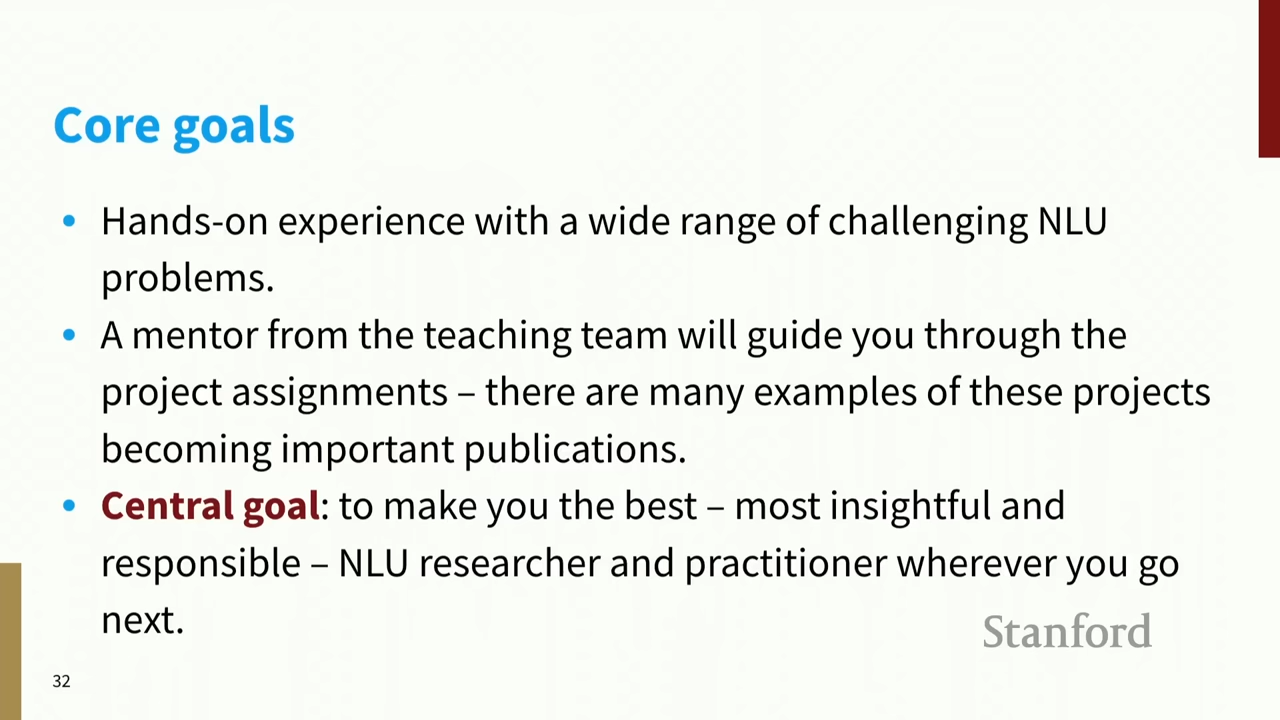 Core goals
• Hands-on experience with a wide range of challenging NLU
problems.
• A mentor from the teaching team will guide you through the
project assignments – there are many examples of these projects
becoming important publications.
• Central goal: to make you the best – most insightful and
responsible – NLU researcher and practitioner wherever you go
next.
Stanford
32